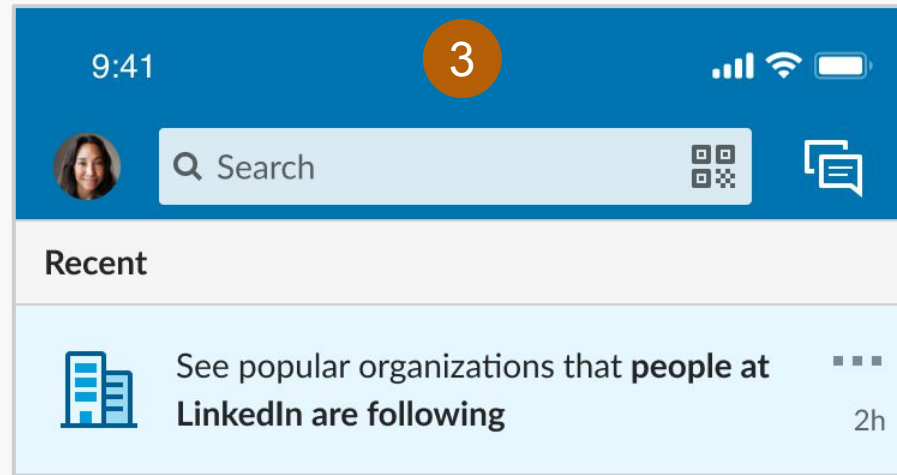 9:41
3
Search
Recent
See popular organizations that people at
LinkedIn are following
2h